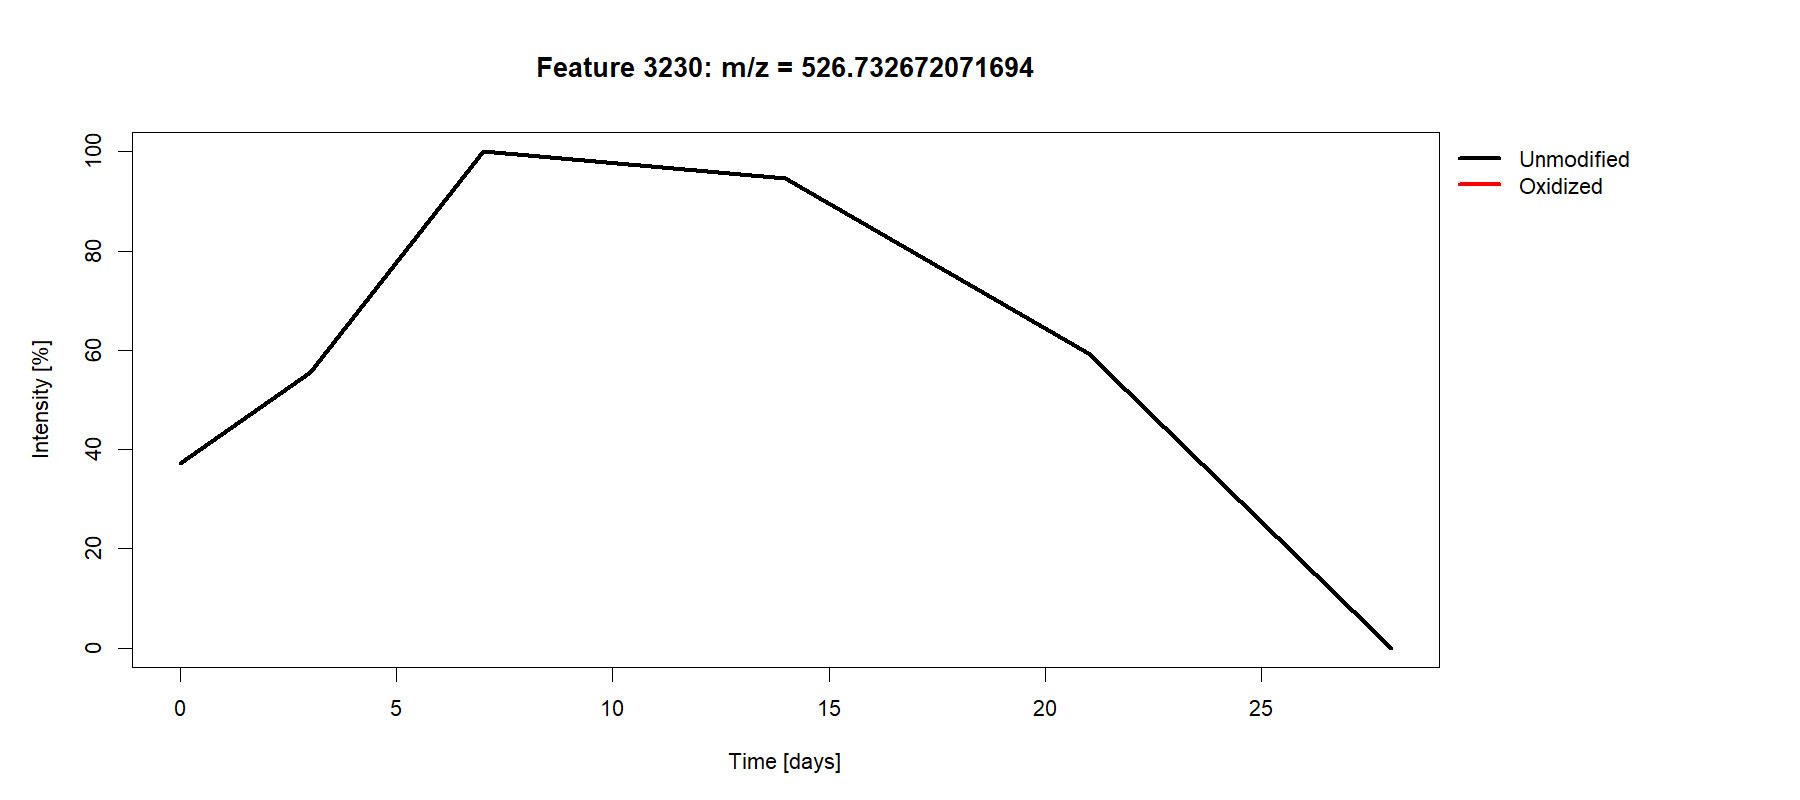 Feature 3230: m/z = 526.732672071694
Unmodified
Oxidized
Intensity [%]
100
80
60
40
20
0
0 5 10 15 20 25
Time [days]